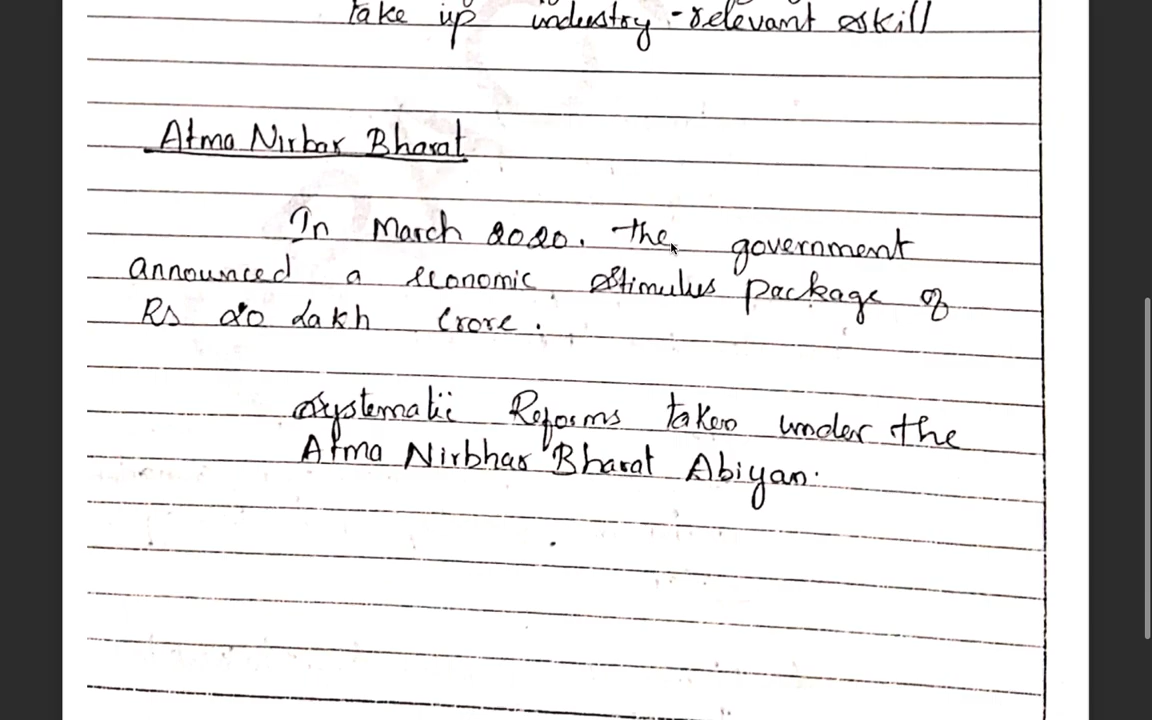 take up industry-relevant skill
Atma Nirbar Bharat
In March 2020. the government
announced a economic stimulus package of
Rs 20 Lakh Crore.
Systematic Reforms taken under the
Atma Nirbhar Bharat Abiyan.